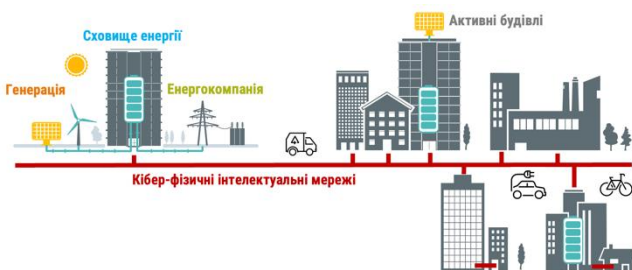 Сховище енергії
Активні будівлі
Генерація
Енергокомпанія
Кібер-фізичні інтелектуальні мережі